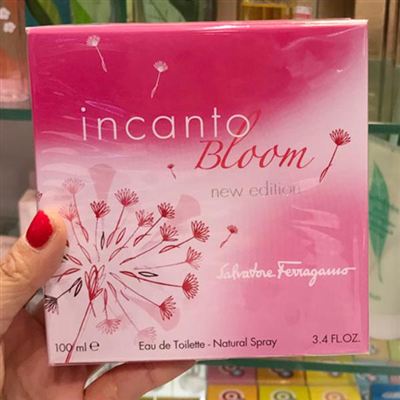 incanto
Bloom
new edition
Salvatore Ferragamo
100 ml e Eau de Toilette - Natural Spray 3.4 FL.OZ.